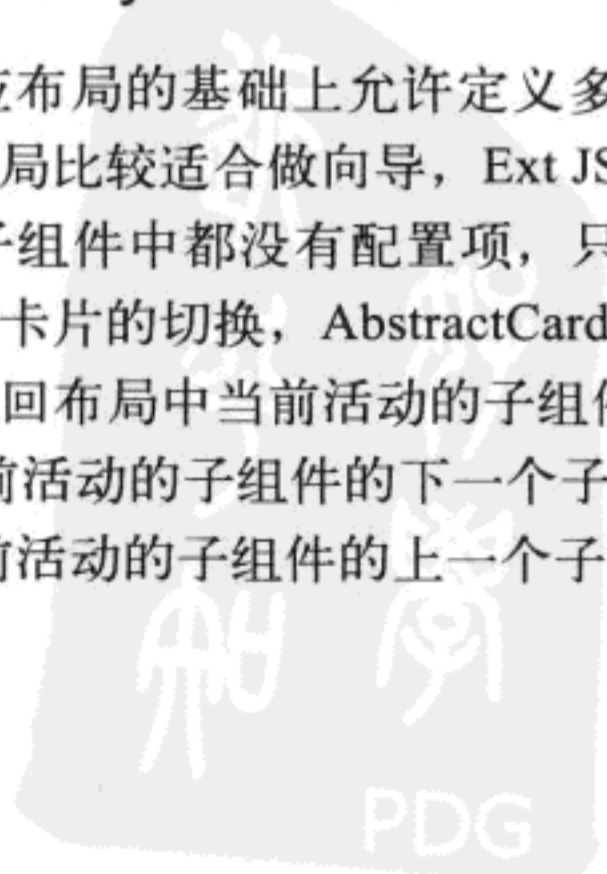 应布局的基础上允许定义多
局比较适合做向导，Ext JS
子组件中都没有配置项，只
卡片的切换，AbstractCard
回布局中当前活动的子组件
前活动的子组件的下一个子
前活动的子组件的上一个子
PDG